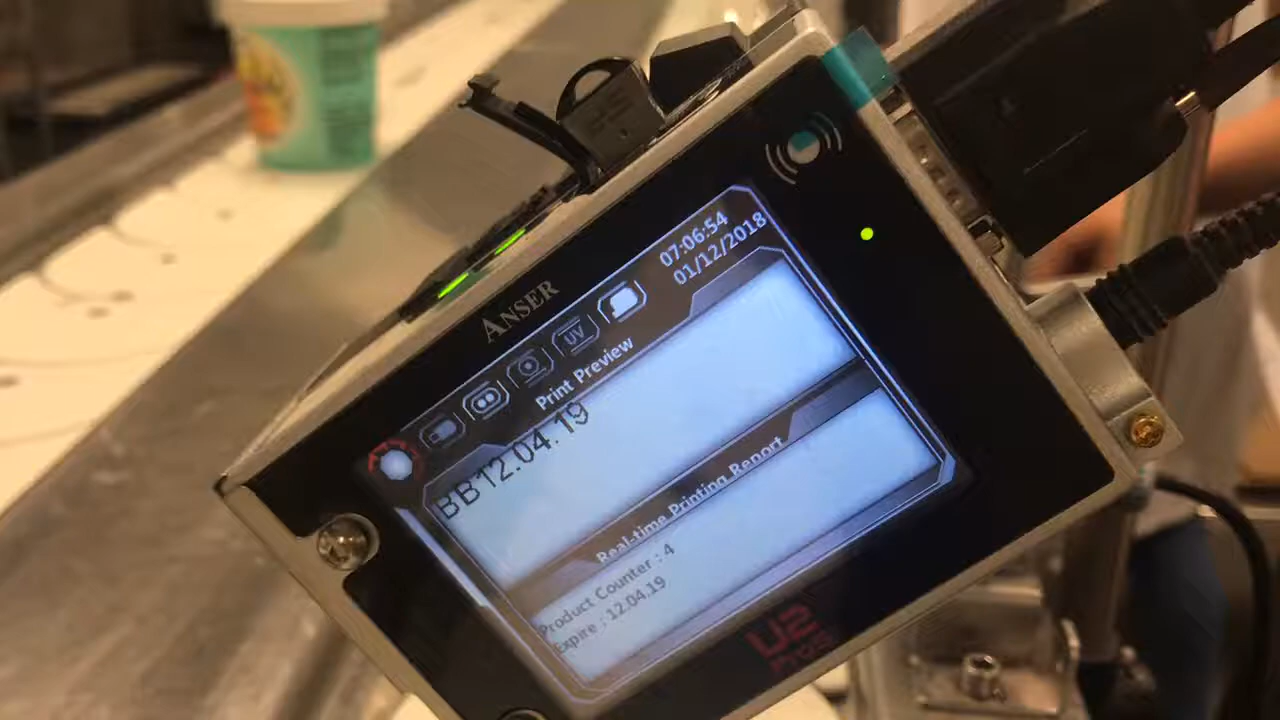 ANSER
07:06:54
01/12/2018
UV
Print Preview
BB12.04.19
Real-time Printing Report
Product Counter : 4
Expire : 12.04.19
U2